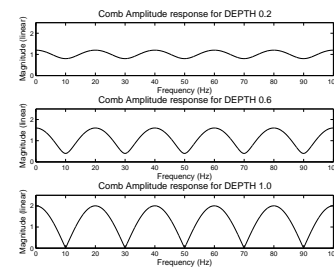 Comb Amplitude response for DEPTH 0.2
Magnitude (linear)
2
1
0
0 10 20 30 40 50 60 70 80 90 100
Frequency (Hz)
Comb Amplitude response for DEPTH 0.6
Magnitude (linear)
2
1
0
0 10 20 30 40 50 60 70 80 90 100
Frequency (Hz)
Comb Amplitude response for DEPTH 1.0
Magnitude (linear)
2
1
0
0 10 20 30 40 50 60 70 80 90 100
Frequency (Hz)